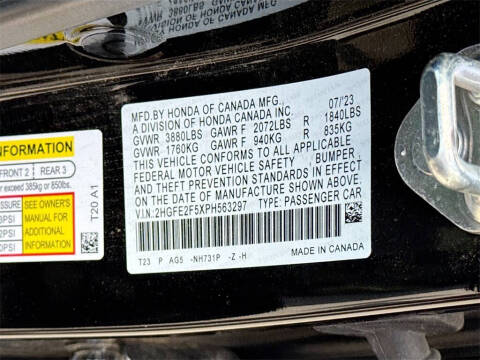 MFD.BY HONDA OF CANADA MFG., 07/'23
A DIVISION OF HONDA CANADA INC.
GVWR 3880LBS GAWR F 2072LBS R 1840LBS
GVWR 1760KG GAWR F 940KG R 835KG
THIS VEHICLE CONFORMS TO ALL APPLICABLE
FEDERAL MOTOR VEHICLE SAFETY, BUMPER,
AND THEFT PREVENTION STANDARDS IN EFFECT
ON THE DATE OF MANUFACTURE SHOWN ABOVE.
V.I.N:2HGFE2F5XPH563297 TYPE: PASSENGER CAR
T23 P AG5 -NH731P -Z -H MADE IN CANADA
INFORMATION
FRONT 2 REAR 3
or exceed 385kg or 850lbs.
SEE OWNER'S
MANUAL FOR
ADDITIONAL
INFORMATION
T20 A1